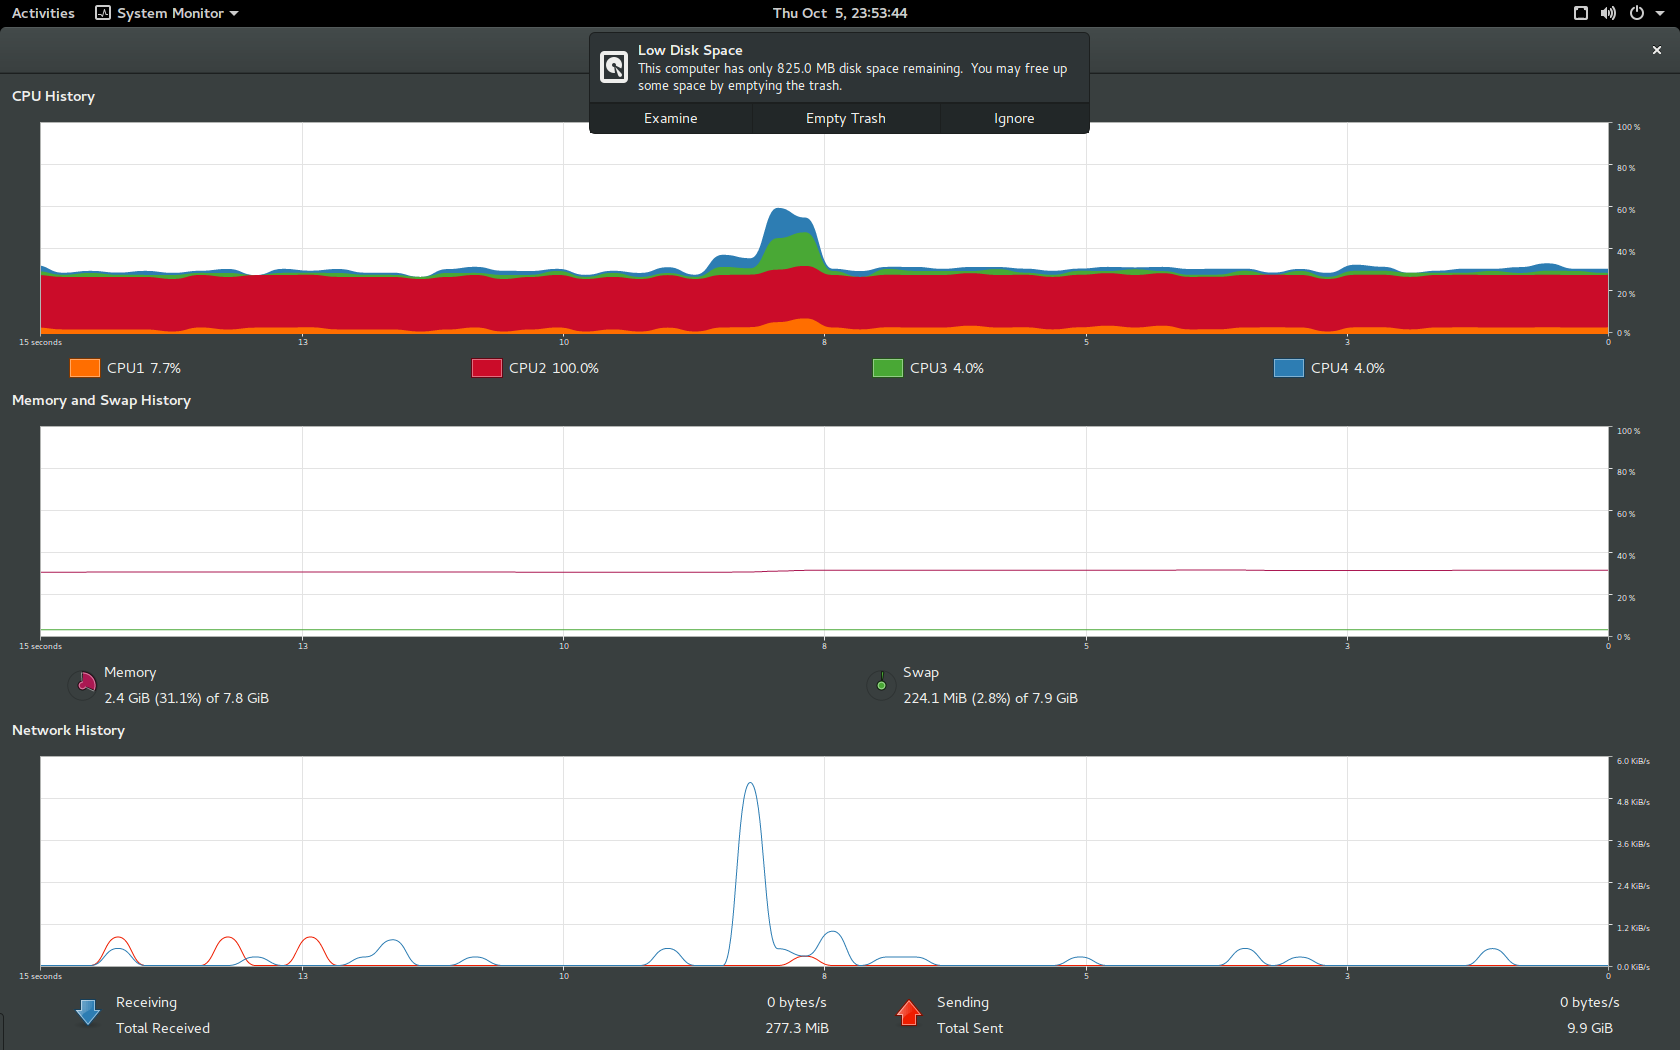 Activities
System Monitor
Thu Oct 5, 23:53:44
Low Disk Space
This computer has only 825.0 MB disk space remaining. You may free up
some space by emptying the trash.
Examine
Empty Trash
Ignore
CPU History
100 %
80 %
60 %
40 %
20 %
0 %
15 seconds
13
10
8
5
3
0
CPU1 7.7%
CPU2 100.0%
CPU3 4.0%
CPU4 4.0%
Memory and Swap History
100 %
80 %
60 %
40 %
20 %
0 %
15 seconds
13
10
8
5
3
0
Memory
2.4 GiB (31.1%) of 7.8 GiB
Swap
224.1 MiB (2.8%) of 7.9 GiB
Network History
6.0 KiB/s
4.8 KiB/s
3.6 KiB/s
2.4 KiB/s
1.2 KiB/s
0.0 KiB/s
15 seconds
13
10
8
5
3
0
Receiving
0 bytes/s
Total Received
277.3 MiB
Sending
0 bytes/s
Total Sent
9.9 GiB